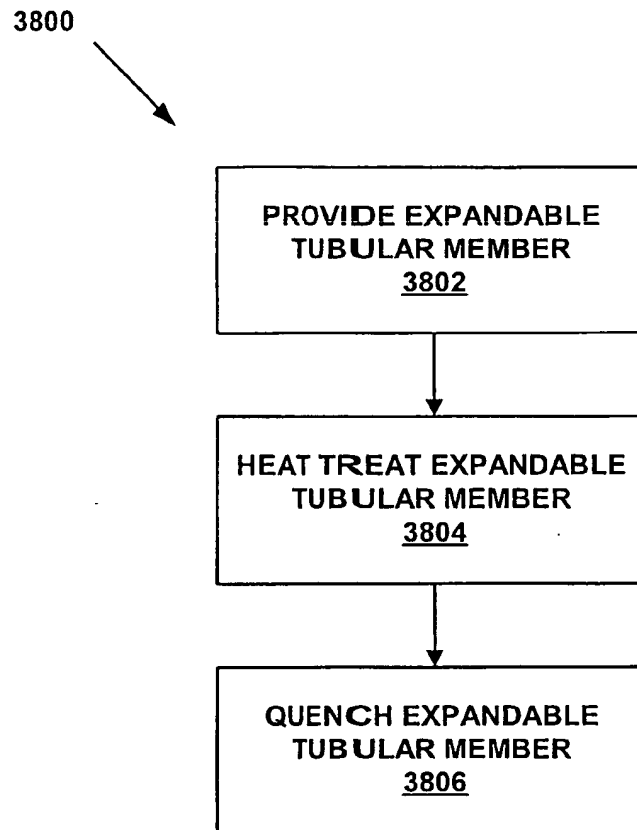 3800
PROVIDE EXPANDABLE
TUBULAR MEMBER
3802
HEAT TREAT EXPANDABLE
TUBULAR MEMBER
3804
QUENCH EXPANDABLE
TUBULAR MEMBER
3806